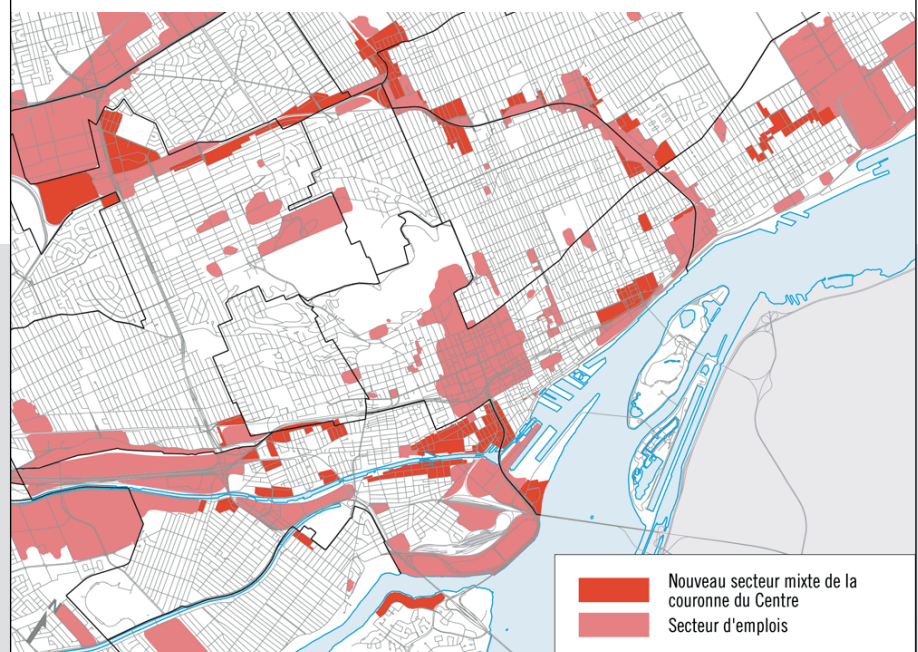 Nouveau secteur mixte de la
couronne du Centre
Secteur d'emplois
N